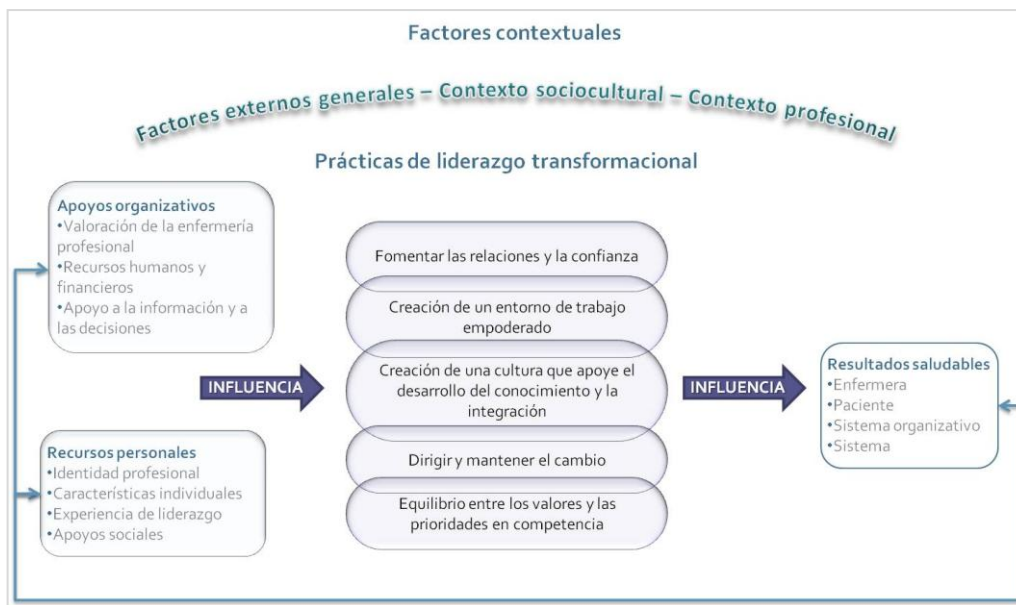 Factores contextuales
Factores externos generales – Contexto sociocultural – Contexto profesional
Prácticas de liderazgo transformacional
Apoyos organizativos
•Valoración de la enfermería
profesional
•Recursos humanos y
financieros
•Apoyo a la información y a
las decisiones
Recursos personales
•Identidad profesional
•Características individuales
•Experiencia de liderazgo
•Apoyos sociales
INFLUENCIA
Fomentar las relaciones y la confianza
Creación de un entorno de trabajo
empoderado
Creación de una cultura que apoye el
desarrollo del conocimiento y la
integración
Dirigir y mantener el cambio
Equilibrio entre los valores y las
prioridades en competencia
INFLUENCIA
Resultados saludables
•Enfermera
•Paciente
•Sistema organizativo
•Sistema